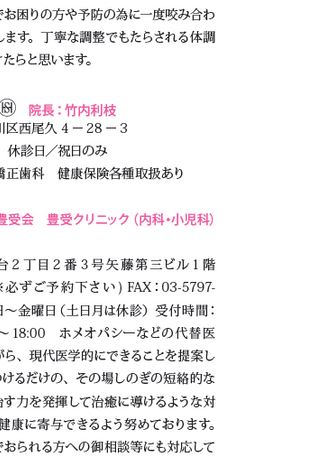 でお困りの方や予防の為に一度咬み合わ
します。丁寧な調整でもたらされる体調
けたらと思います。
院長：竹内利枝
川区西尾久４－２８－３
休診日／祝日のみ
矯正歯科　健康保険各種取扱あり
豊受会　豊受クリニック（内科・小児科）
台２丁目２番３号矢藤第三ビル１階
※必ずご予約下さい）FAX：03-5797-
日〜金曜日（土日月は休診）受付時間：
〜 18:00　ホメオパシーなどの代替医
がら、現代医学的にできることを提案し
つけるだけの、その場しのぎの短絡的な
治す力を発揮して治癒に導けるような対
健康に寄与できるよう努めております。
でおられる方への御相談等にも対応して